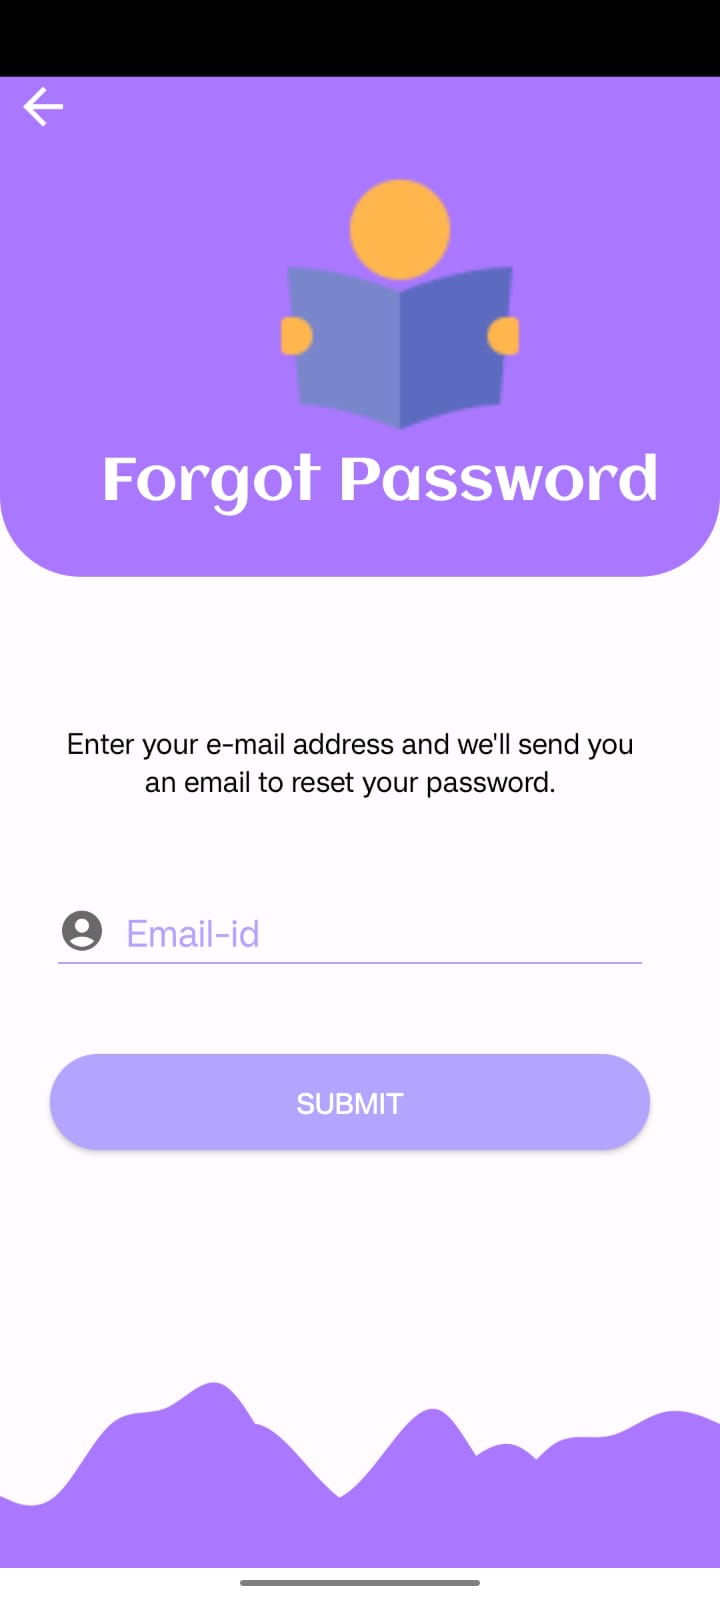 Forgot Password
Enter your e-mail address and we'll send you
an email to reset your password.
Email-id
SUBMIT